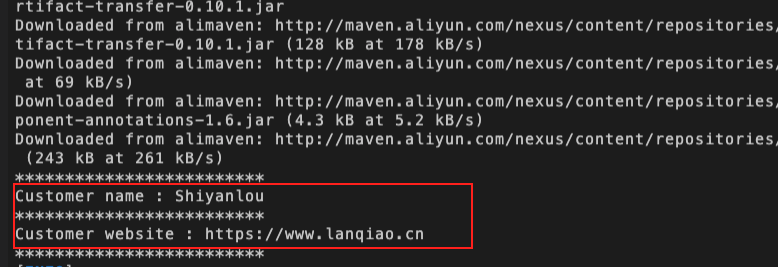 rtifact-transfer-0.10.1.jar
Downloaded from alimaven: http://maven.aliyun.com/nexus/content/repositories/
tifact-transfer-0.10.1.jar (128 kB at 178 kB/s)
Downloaded from alimaven: http://maven.aliyun.com/nexus/content/repositories/
at 69 kB/s)
Downloaded from alimaven: http://maven.aliyun.com/nexus/content/repositories/
ponent-annotations-1.6.jar (4.3 kB at 5.2 kB/s)
Downloaded from alimaven: http://maven.aliyun.com/nexus/content/repositories/
(243 kB at 261 kB/s)
*************************
Customer name : Shiyanlou
*************************
Customer website : https://www.lanqiao.cn
*************************